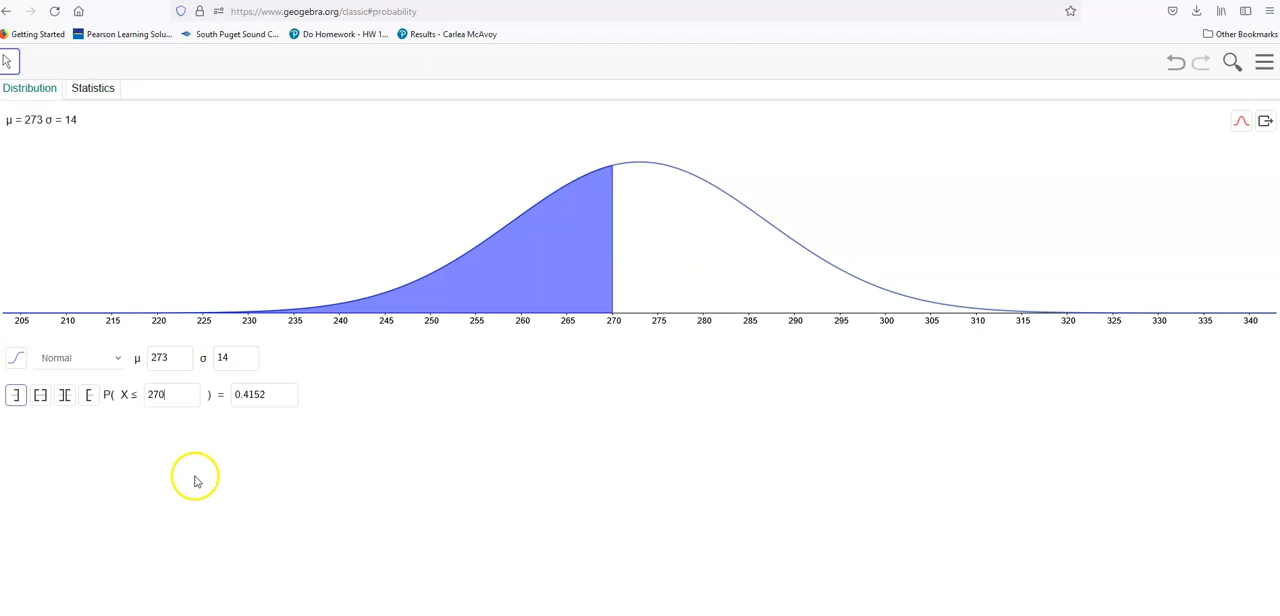 https://www.geogebra.org/classic#probability
Getting Started Pearson Learning Solu... South Puget Sound C... Do Homework - HW 1... Results - Carlea McAvoy Other Bookmarks
Distribution Statistics
μ = 273 σ = 14
205 210 215 220 225 230 235 240 245 250 255 260 265 270 275 280 285 290 295 300 305 310 315 320 325 330 335 340
Normal μ 273 σ 14
P( X ≤ 270 ) = 0.4152